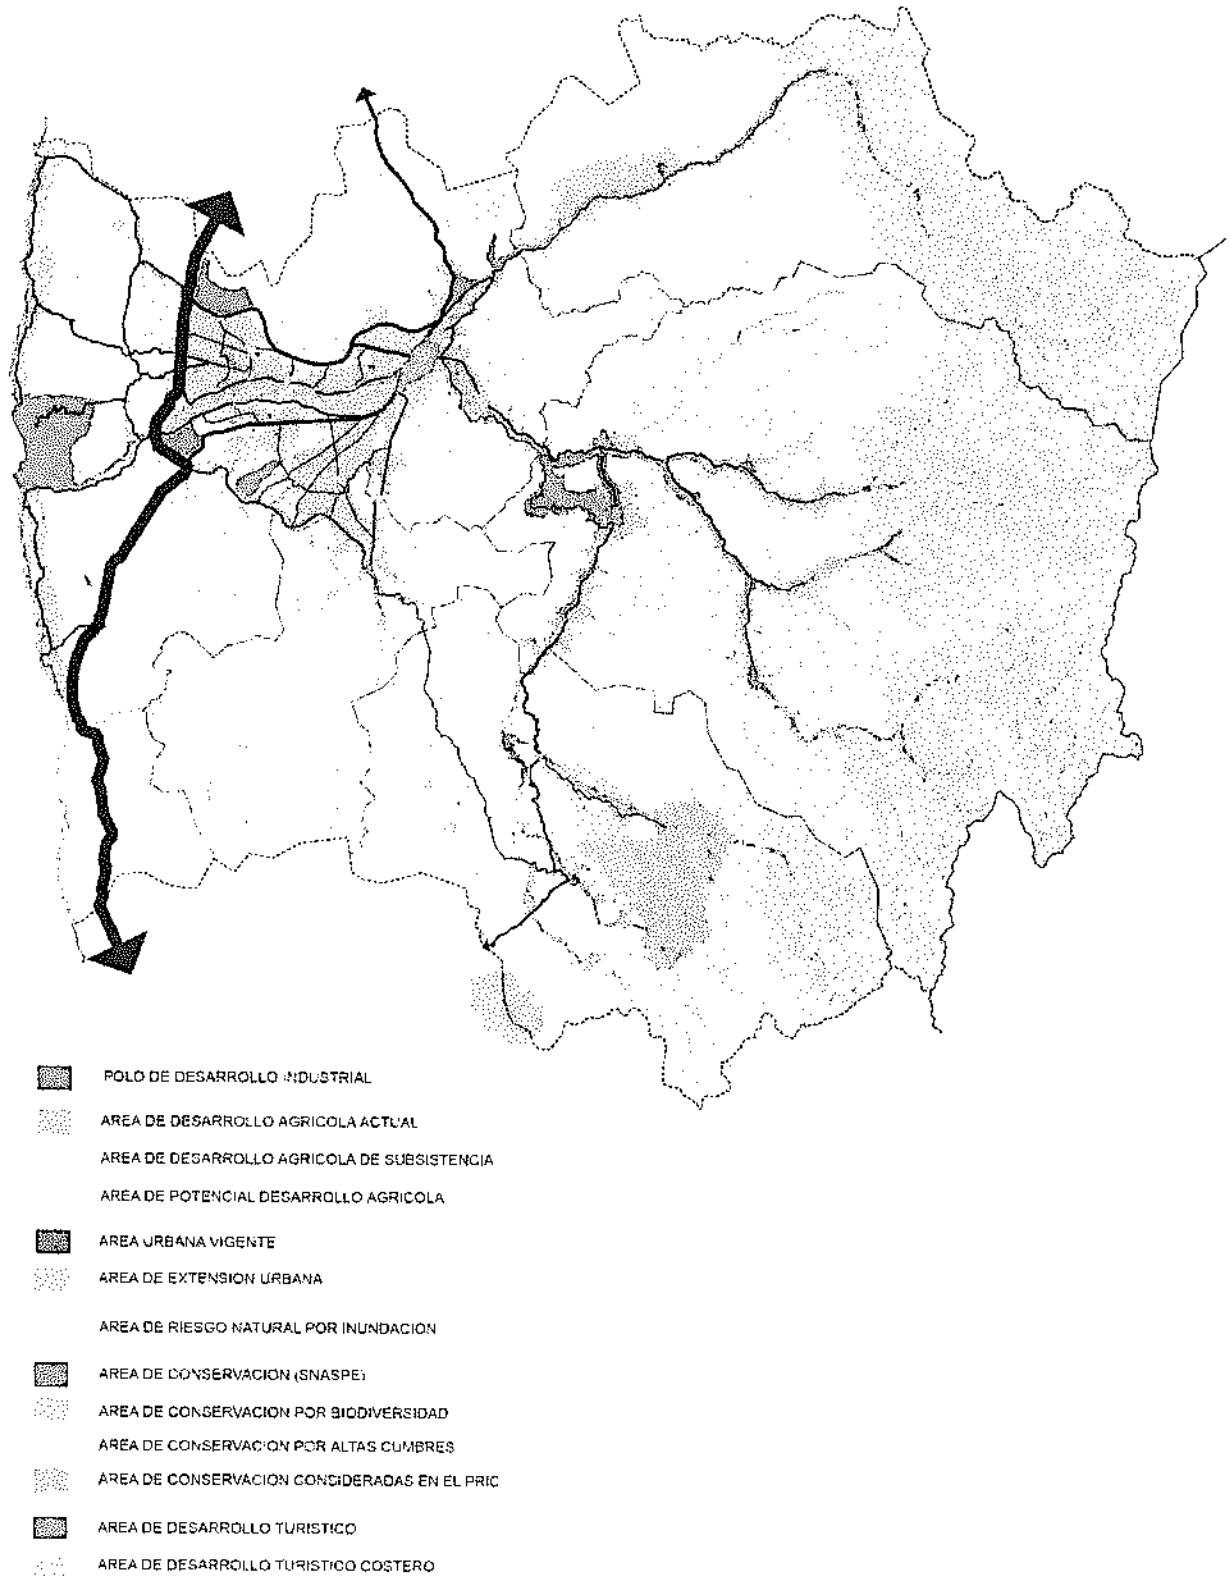 POLO DE DESARROLLO INDUSTRIAL
AREA DE DESARROLLO AGRICOLA ACTUAL
AREA DE DESARROLLO AGRICOLA DE SUBSISTENCIA
AREA DE POTENCIAL DESARROLLO AGRICOLA
AREA URBANA VIGENTE
AREA DE EXTENSION URBANA
AREA DE RIESGO NATURAL POR INUNDACION
AREA DE CONSERVACION (SNASPE)
AREA DE CONSERVACION POR BIODIVERSIDAD
AREA DE CONSERVACION POR ALTAS CUMBRES
AREA DE CONSERVACION CONSIDERADAS EN EL PRIC
AREA DE DESARROLLO TURISTICO
AREA DE DESARROLLO TURISTICO COSTERO